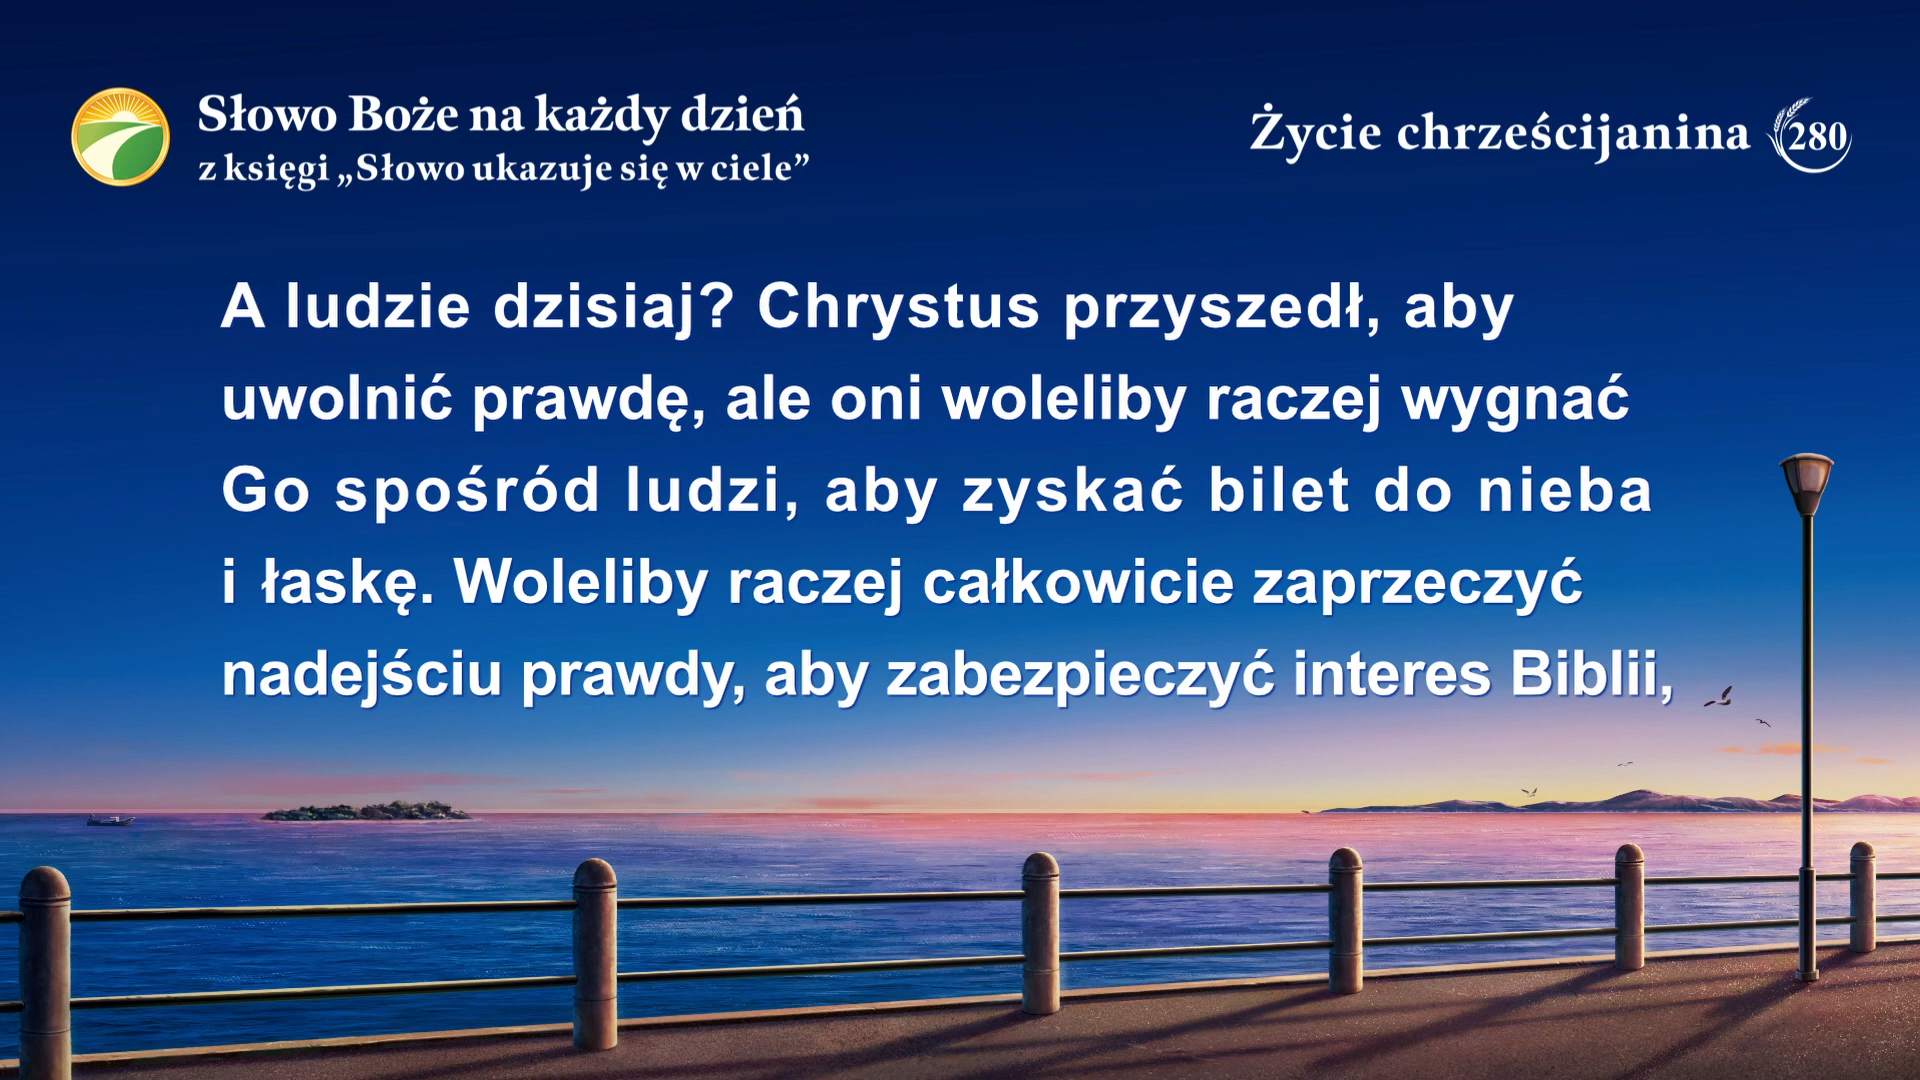 Słowo Boże na każdy dzień
z księgi „Słowo ukazuje się w ciele”
Życie chrześcijanina 280
A ludzie dzisiaj? Chrystus przyszedł, aby
uwolnić prawdę, ale oni woleliby raczej wygnać
Go spośród ludzi, aby zyskać bilet do nieba
i łaskę. Woleliby raczej całkowicie zaprzeczyć
nadejściu prawdy, aby zabezpieczyć interes Biblii,